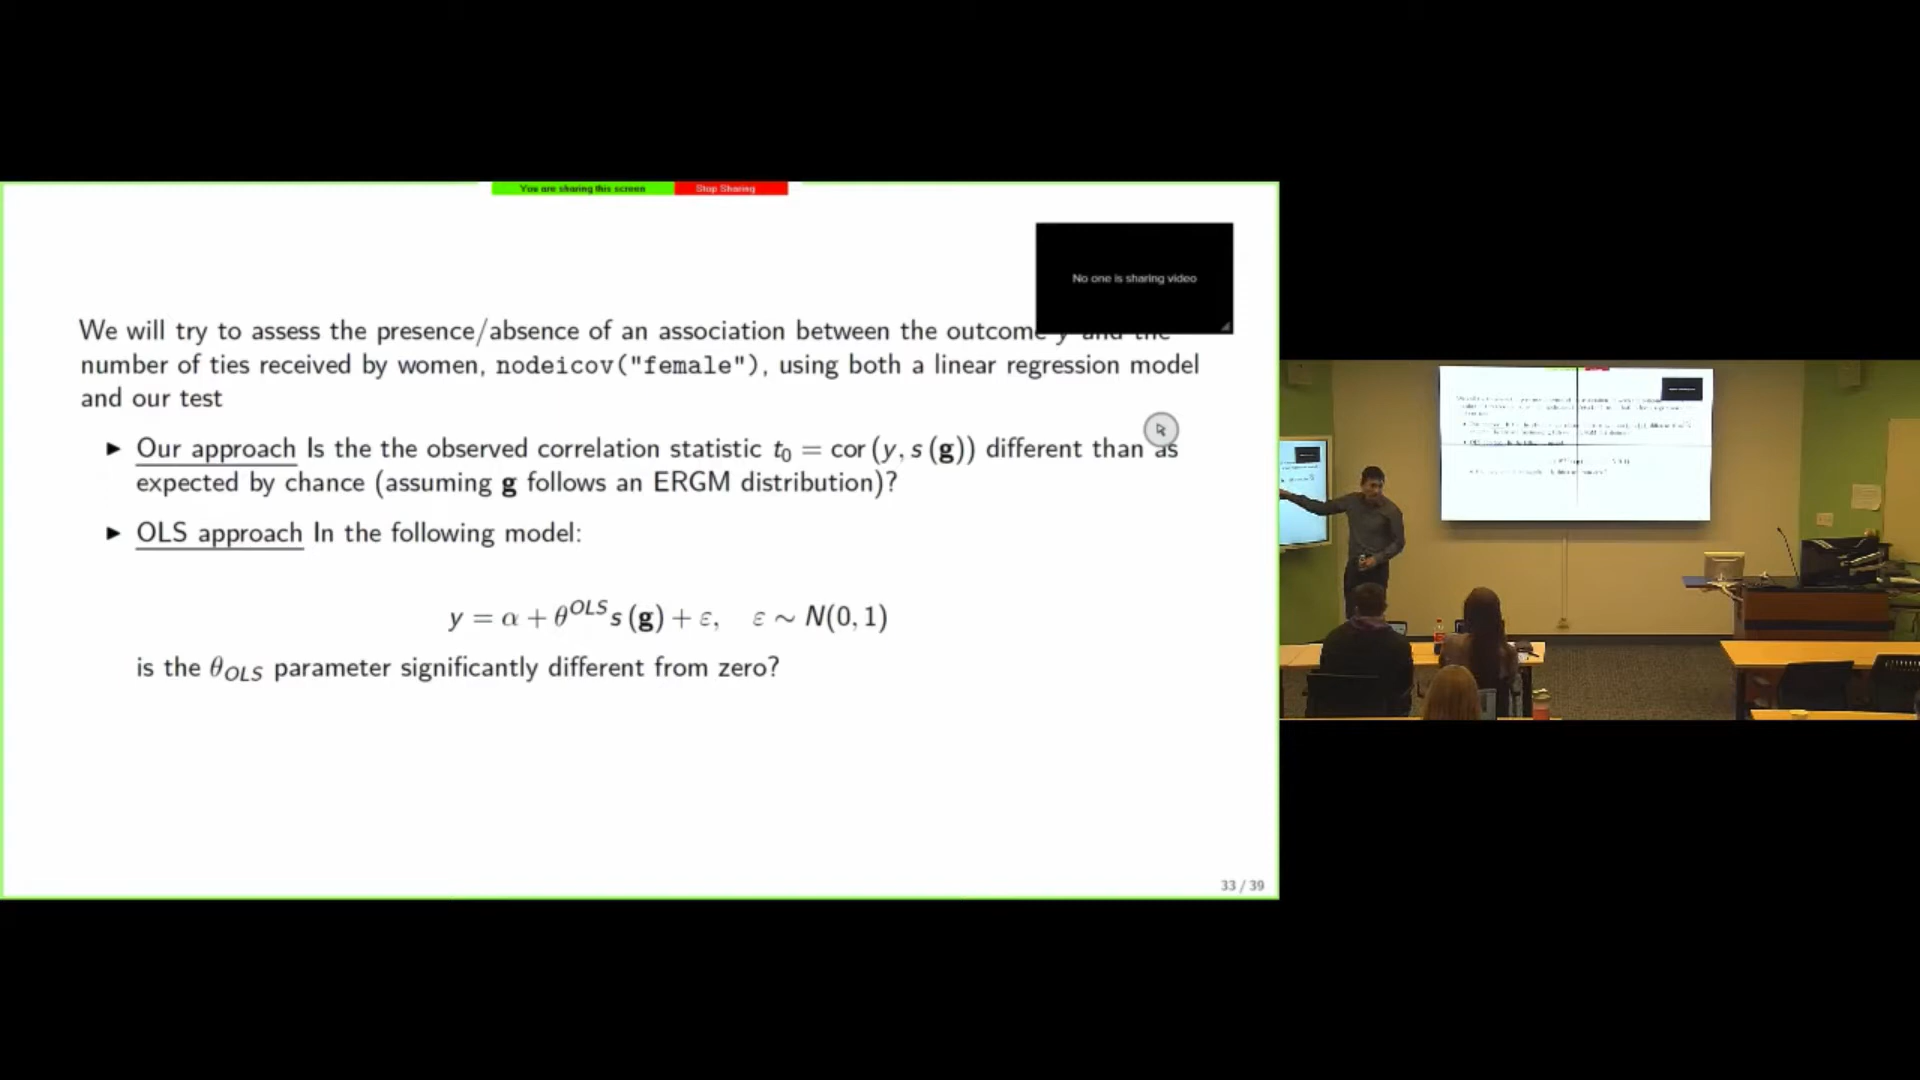 You are sharing this screen Stop Sharing
No one is sharing video
We will try to assess the presence/absence of an association between the outcome y and the
number of ties received by women, nodeicov("female"), using both a linear regression model
and our test
▶ Our approach Is the the observed correlation statistic t₀ = cor (y, s (g)) different than as
expected by chance (assuming g follows an ERGM distribution)?
▶ OLS approach In the following model:
y = α + θ^OLS s (g) + ε, ε ∼ N(0, 1)
is the θ_OLS parameter significantly different from zero?
33 / 39